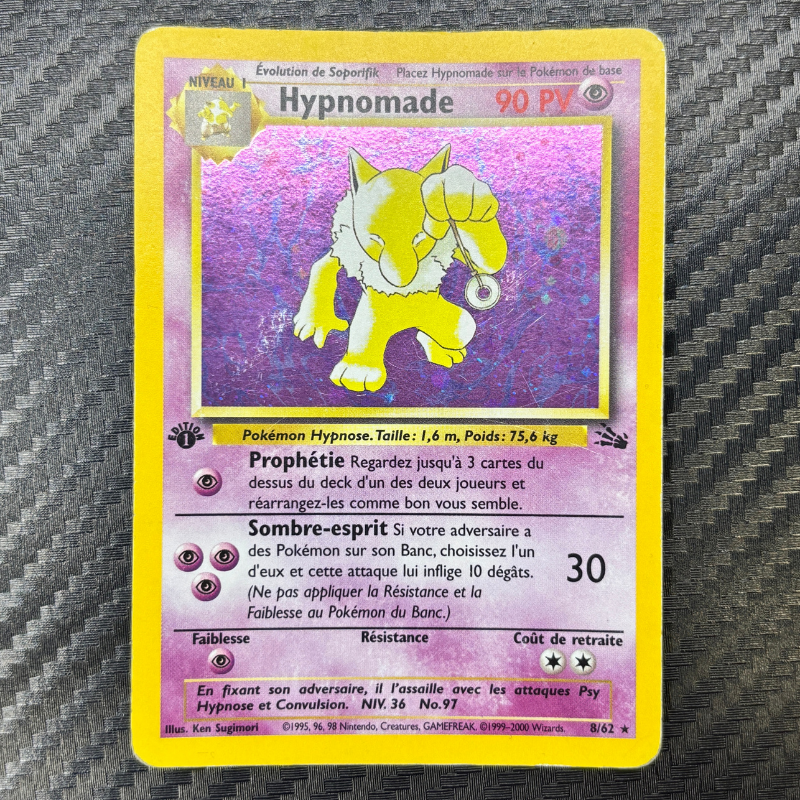 Évolution de Soporifik Placez Hypnomade sur le Pokémon de base
NIVEAU 1
Hypnomade 90 PV
EDITION 1
Pokémon Hypnose. Taille: 1,6 m, Poids: 75,6 kg
Prophétie Regardez jusqu'à 3 cartes du
dessus du deck d'un des deux joueurs et
réarrangez-les comme bon vous semble.
Sombre-esprit Si votre adversaire a
des Pokémon sur son Banc, choisissez l'un
d'eux et cette attaque lui inflige 10 dégâts. 30
(Ne pas appliquer la Résistance et la
Faiblesse au Pokémon du Banc.)
Faiblesse Résistance Coût de retraite
En fixant son adversaire, il l'assaille avec les attaques Psy
Hypnose et Convulsion. NIV. 36 No.97
Illus. Ken Sugimori ©1995, 96, 98 Nintendo, Creatures, GAMEFREAK. ©1999-2000 Wizards. 8/62 ★